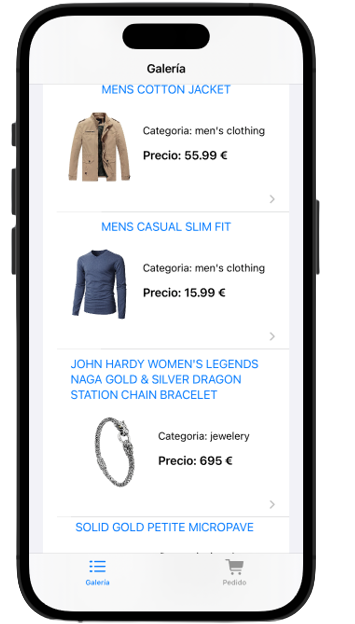 Galería
MENS COTTON JACKET
Categoria: men's clothing
Precio: 55.99 €
MENS CASUAL SLIM FIT
Categoria: men's clothing
Precio: 15.99 €
JOHN HARDY WOMEN'S LEGENDS
NAGA GOLD & SILVER DRAGON
STATION CHAIN BRACELET
Categoria: jewelery
Precio: 695 €
SOLID GOLD PETITE MICROPAVE
Galería
Pedido